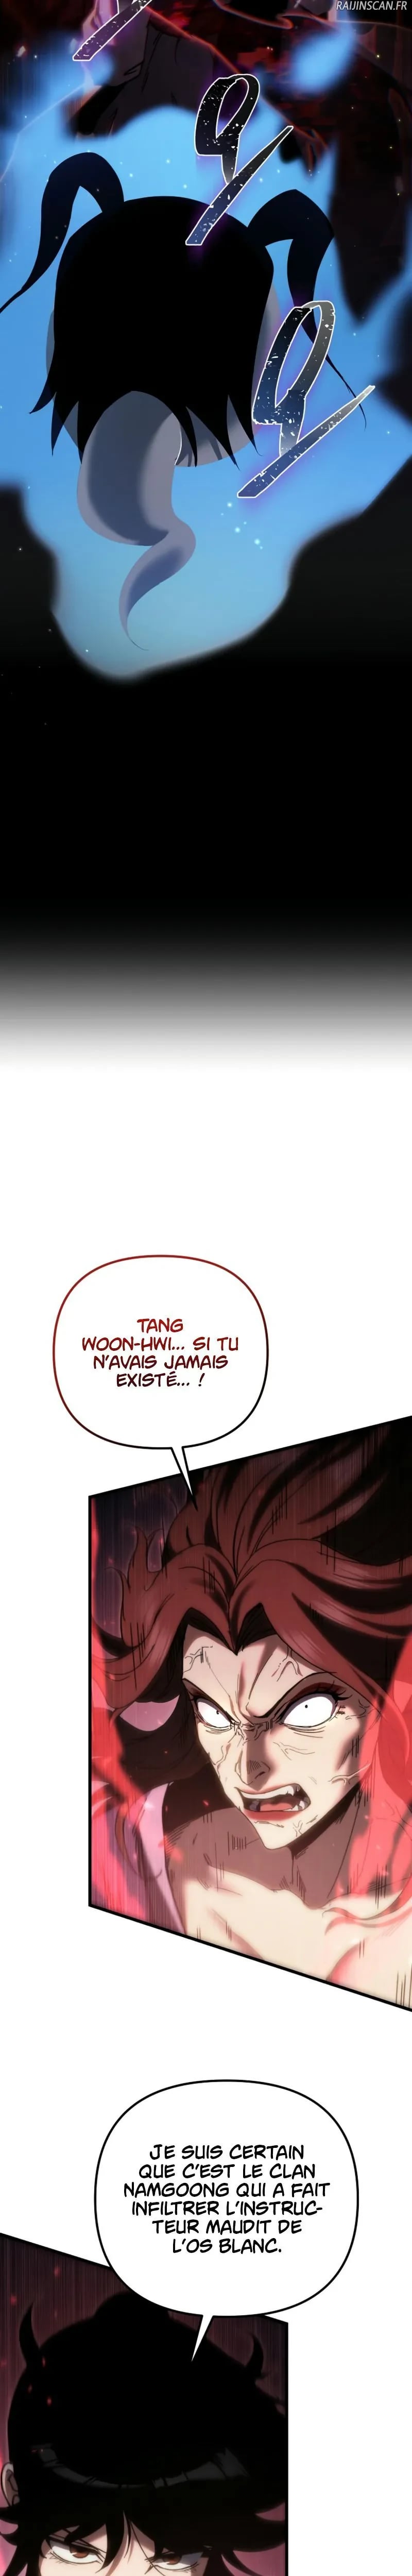 RAIJINSCAN.FR
TANG
WOON-HWI... SI TU
N'AVAIS JAMAIS
EXISTÉ... !
JE SUIS CERTAIN
QUE C'EST LE CLAN
NAMGOONG QUI A FAIT
INFILTRER L'INSTRUC-
TEUR MAUDIT DE
L'OS BLANC.